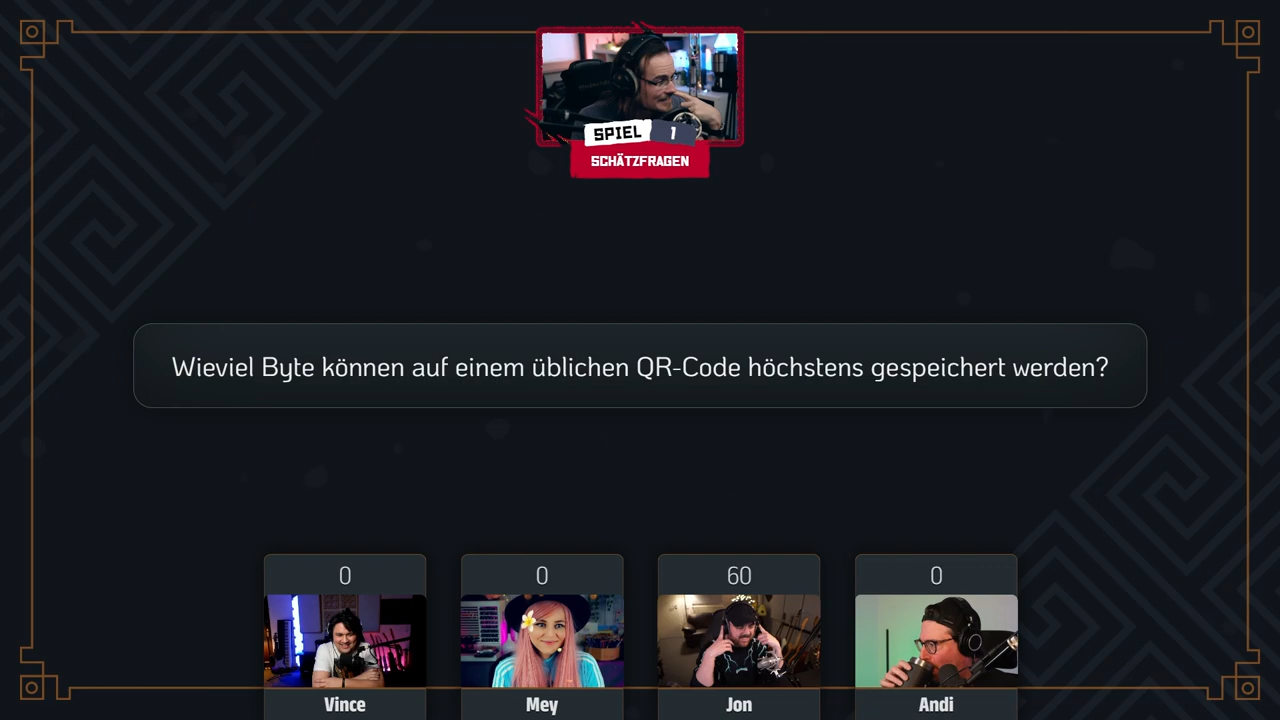 SPIEL 1
SCHÄTZFRAGEN
Wieviel Byte können auf einem üblichen QR-Code höchstens gespeichert werden?
0 0 60 0
Vince Mey Jon Andi